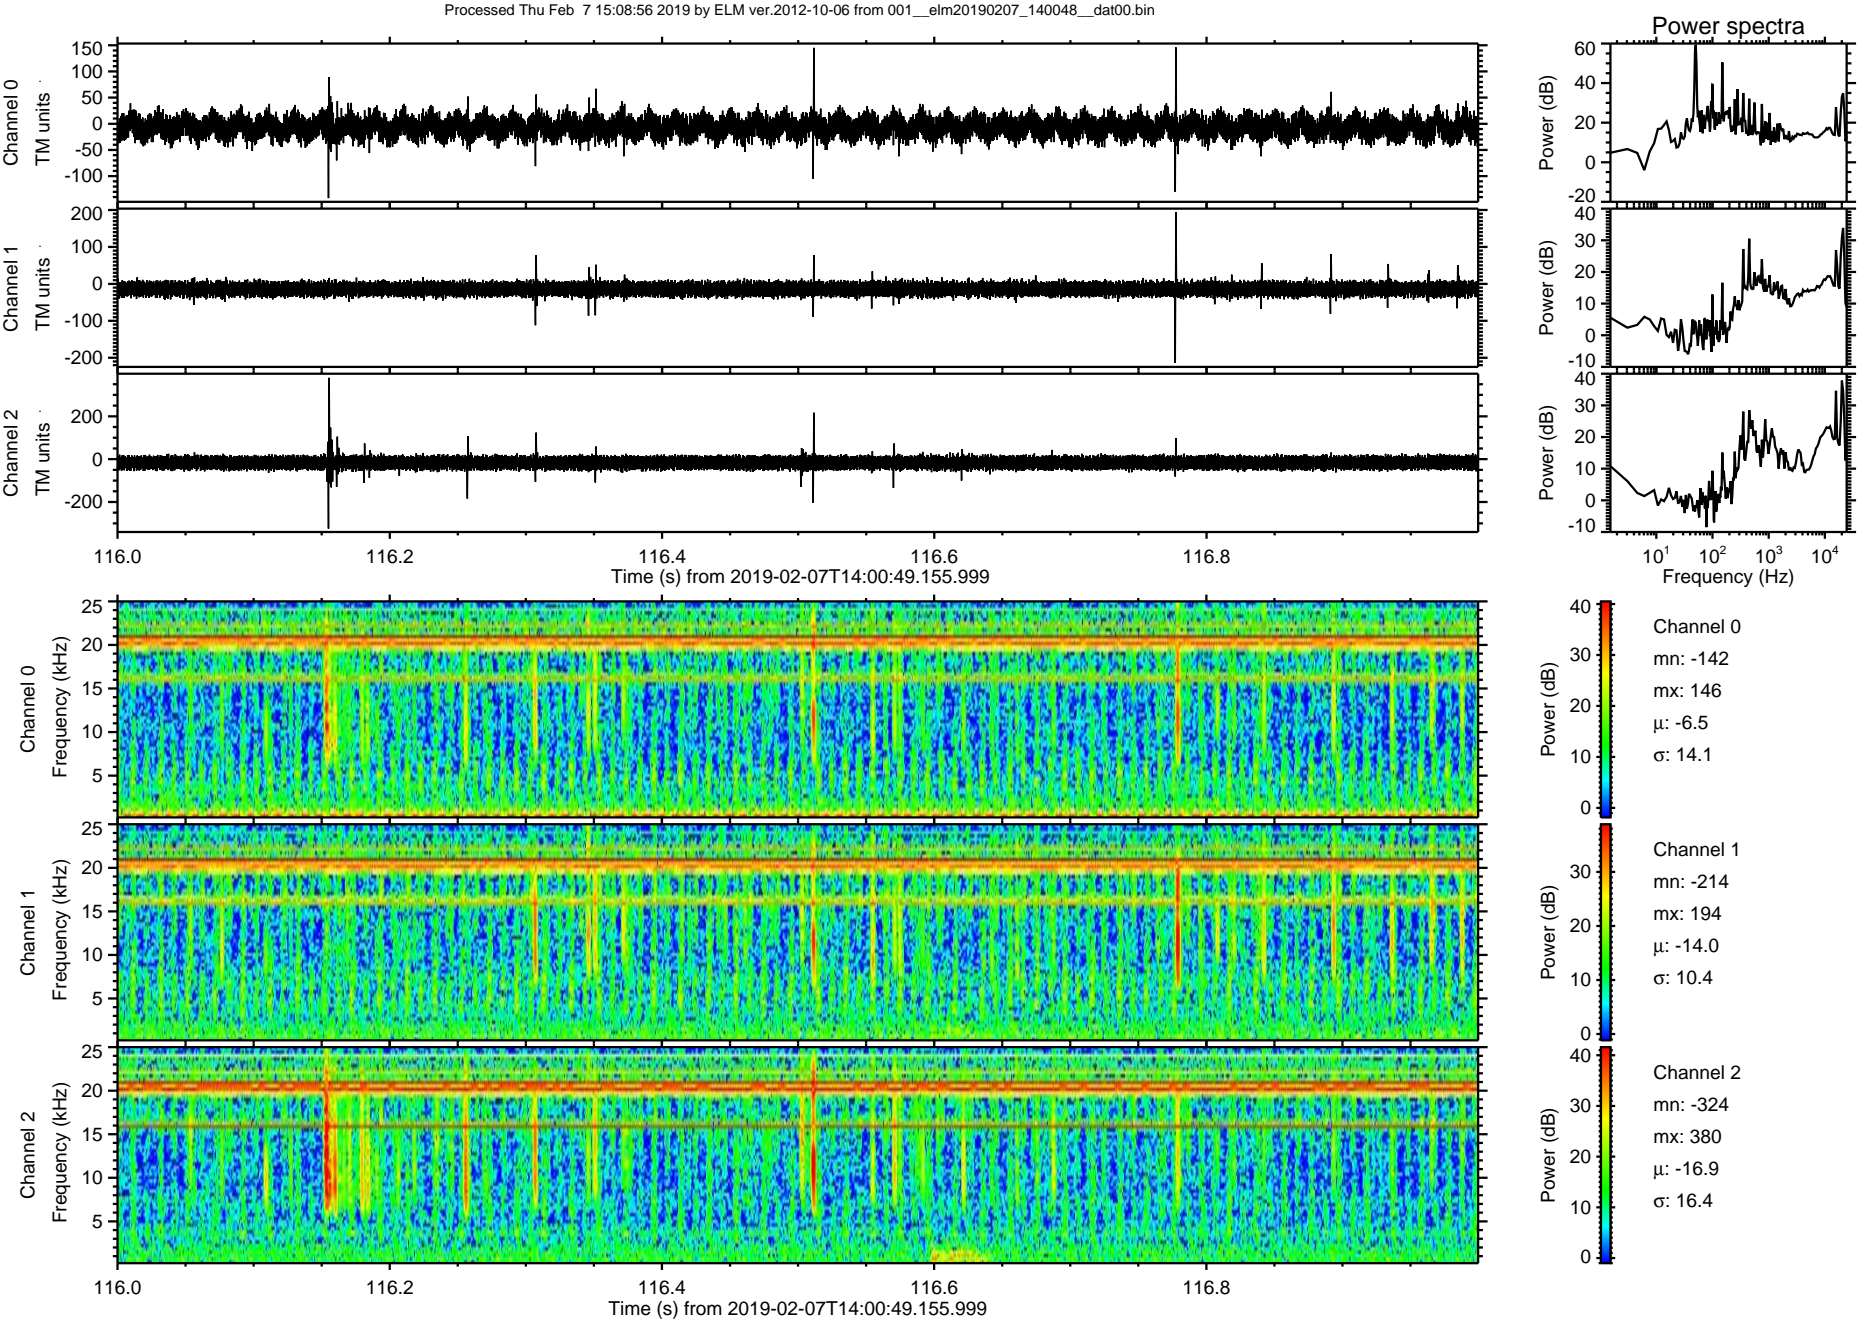 Processed Thu Feb  7 15:08:56 2019 by ELM ver.2012-10-06 from 001__elm20190207_140048__dat00.bin
Power spectra
Channel 0
TM units
150
100
50
0
-50
-100
Power (dB)
60
40
20
0
-20
Channel 1
TM units
200
100
0
-100
-200
Power (dB)
40
30
20
10
0
-10
Channel 2
TM units
200
0
-200
Power (dB)
40
30
20
10
0
-10
116.0 116.2 116.4 116.6 116.8
Time (s) from 2019-02-07T14:00:49.155.999
10¹ 10² 10³ 10⁴
Frequency (Hz)
Channel 0
Frequency (kHz)
25
20
15
10
5
Power (dB)
40
30
20
10
0
Channel 0
mn: -142
mx: 146
μ: -6.5
σ: 14.1
Channel 1
Frequency (kHz)
25
20
15
10
5
Power (dB)
30
20
10
0
Channel 1
mn: -214
mx: 194
μ: -14.0
σ: 10.4
Channel 2
Frequency (kHz)
25
20
15
10
5
Power (dB)
40
30
20
10
0
Channel 2
mn: -324
mx: 380
μ: -16.9
σ: 16.4
116.0 116.2 116.4 116.6 116.8
Time (s) from 2019-02-07T14:00:49.155.999